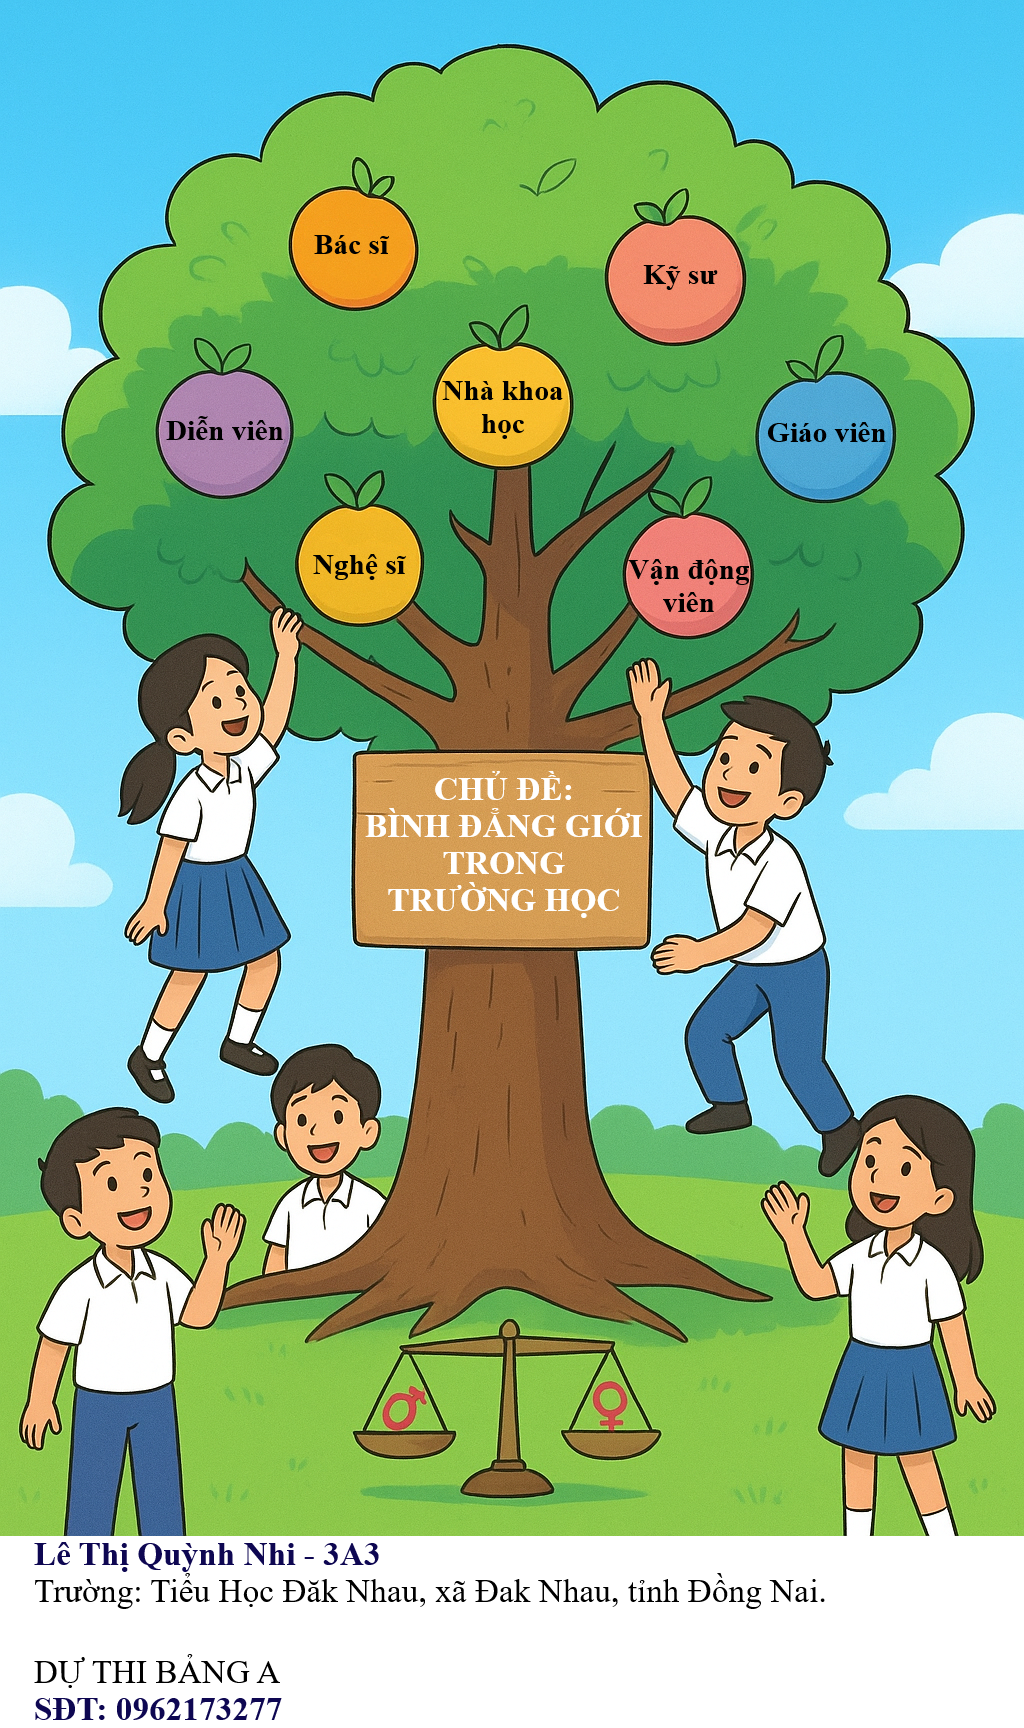 Bác sĩ
Kỹ sư
Nhà khoa
học
Diễn viên
Giáo viên
Nghệ sĩ
Vận động
viên
CHỦ ĐỀ:
BÌNH ĐẲNG GIỚI
TRONG
TRƯỜNG HỌC
♂
♀
Lê Thị Quỳnh Nhi - 3A3
Trường: Tiểu Học Đăk Nhau, xã Đak Nhau, tỉnh Đồng Nai.
DỰ THI BẢNG A
SĐT: 0962173277